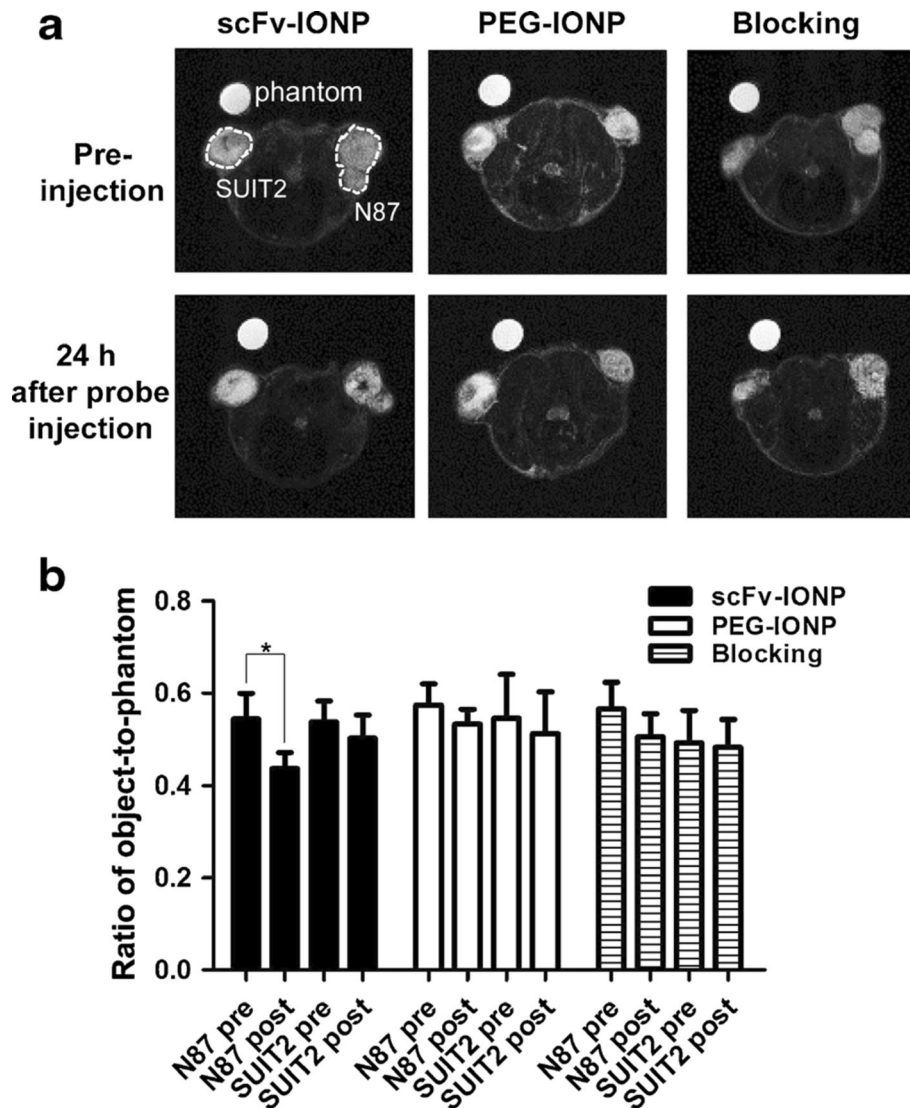 a
scFv-IONP
PEG-IONP
Blocking
Pre-
injection
phantom
SUIT2
N87
24 h
after probe
injection
b
Ratio of object-to-phantom
0.8
0.6
0.4
0.2
0.0
*
scFv-IONP
PEG-IONP
Blocking
N87 pre
N87 post
SUIT2 pre
SUIT2 post
N87 pre
N87 post
SUIT2 pre
SUIT2 post
N87 pre
N87 post
SUIT2 pre
SUIT2 post